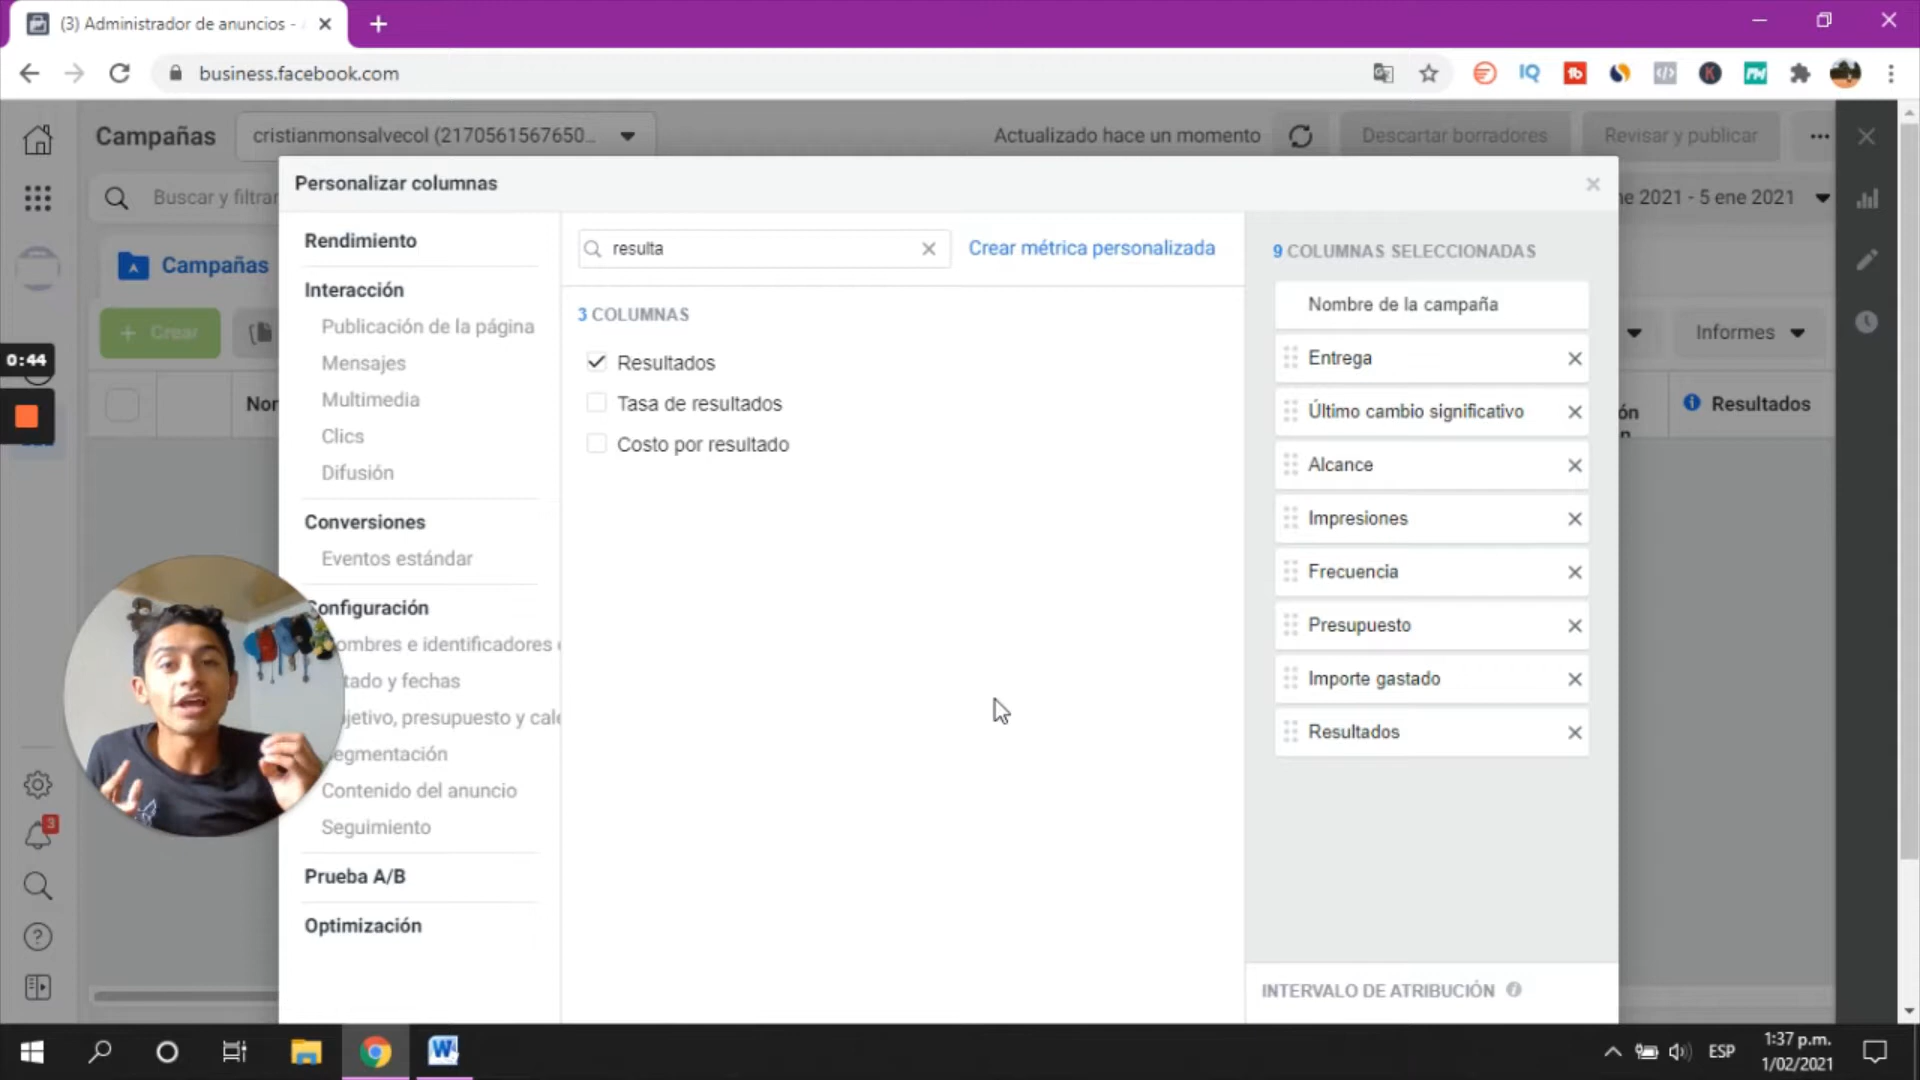 (3) Administrador de anuncios -
business.facebook.com
Campañas
cristianmonsalvecol (2170561567650...
Actualizado hace un momento
Descartar borradores
Revisar y publicar
Buscar y filtrar
ne 2021 - 5 ene 2021
Personalizar columnas
Campañas
+ Crear
Informes
0:44
Nor
ón
Resultados
Rendimiento
Interacción
Publicación de la página
Mensajes
Multimedia
Clics
Difusión
Conversiones
Eventos estándar
Configuración
ombres e identificadores
tado y fechas
jetivo, presupuesto y cale
egmentación
Contenido del anuncio
Seguimiento
Prueba A/B
Optimización
resulta
Crear métrica personalizada
3 COLUMNAS
Resultados
Tasa de resultados
Costo por resultado
9 COLUMNAS SELECCIONADAS
Nombre de la campaña
Entrega
Último cambio significativo
Alcance
Impresiones
Frecuencia
Presupuesto
Importe gastado
Resultados
INTERVALO DE ATRIBUCIÓN
3
ESP
1:37 p.m.
1/02/2021